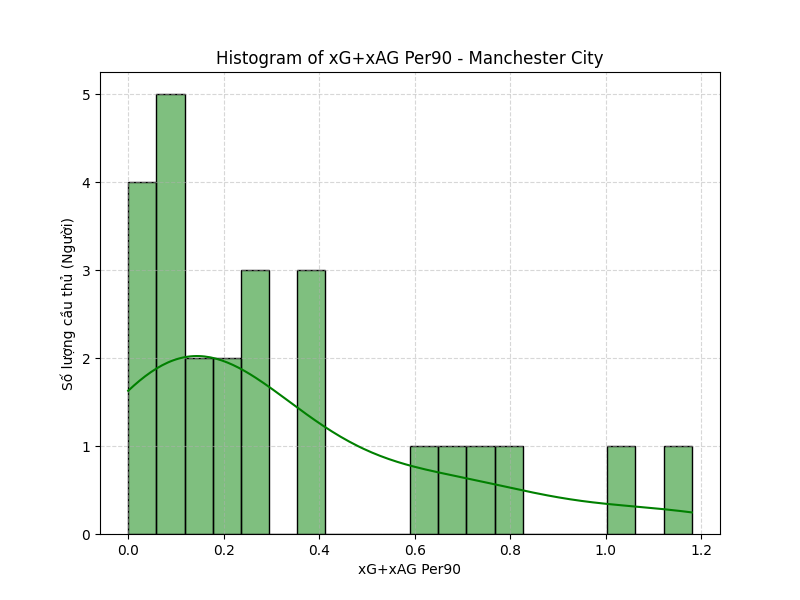 Histogram of xG+xAG Per90 - Manchester City
Số lượng cầu thủ (Người)
5
4
3
2
1
0
0.0 0.2 0.4 0.6 0.8 1.0 1.2
xG+xAG Per90